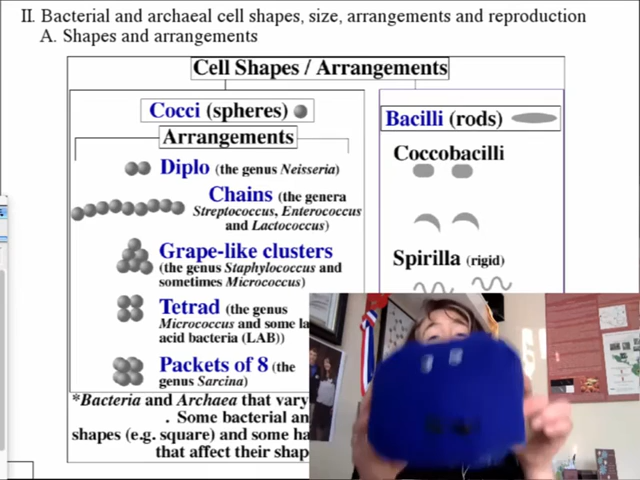 II. Bacterial and archaeal cell shapes, size, arrangements and reproduction
A. Shapes and arrangements
Cell Shapes / Arrangements
Cocci (spheres)
Arrangements
Diplo (the genus Neisseria)
Chains (the genera
Streptococcus, Enterococcus
and Lactococcus)
Grape-like clusters
(the genus Staphylococcus and
sometimes Micrococcus)
Tetrad (the genus
Micrococcus and some la
acid bacteria (LAB))
Packets of 8 (the
genus Sarcina)
Bacilli (rods)
Coccobacilli
Spirilla (rigid)
*Bacteria and Archaea that vary
. Some bacterial an
shapes (e.g. square) and some ha
that affect their shap